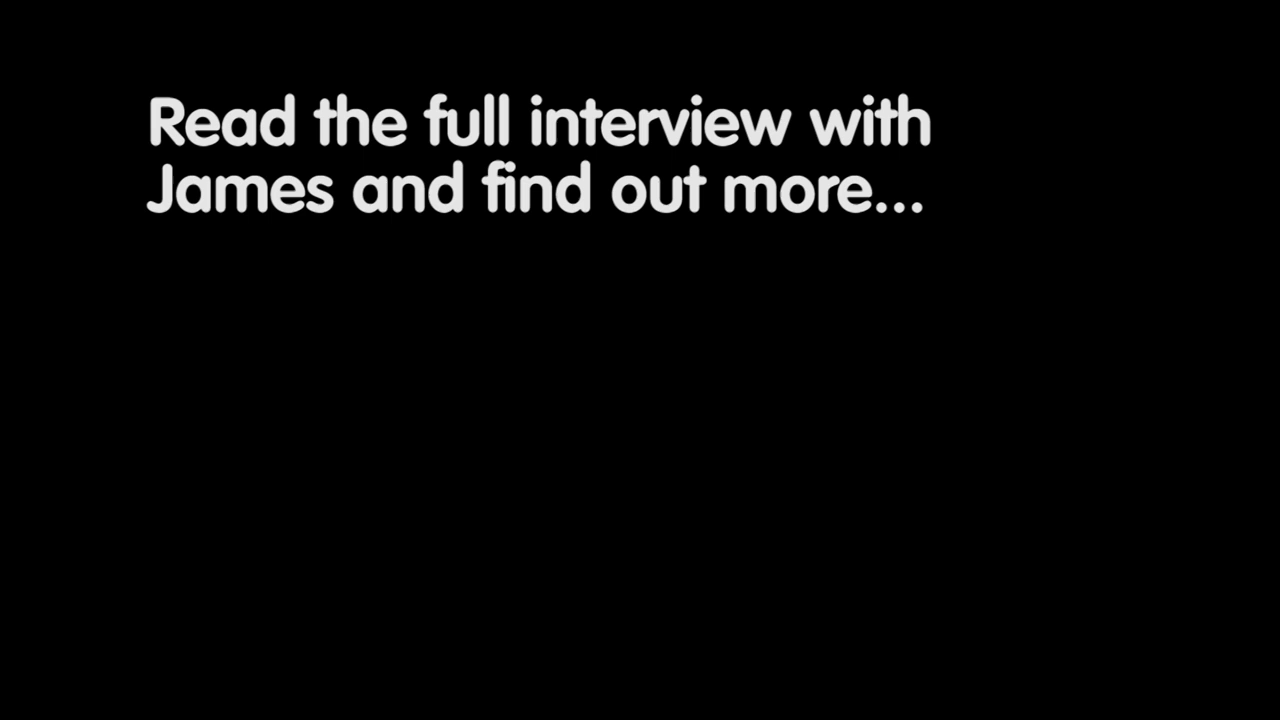 Read the full interview with
James and find out more...